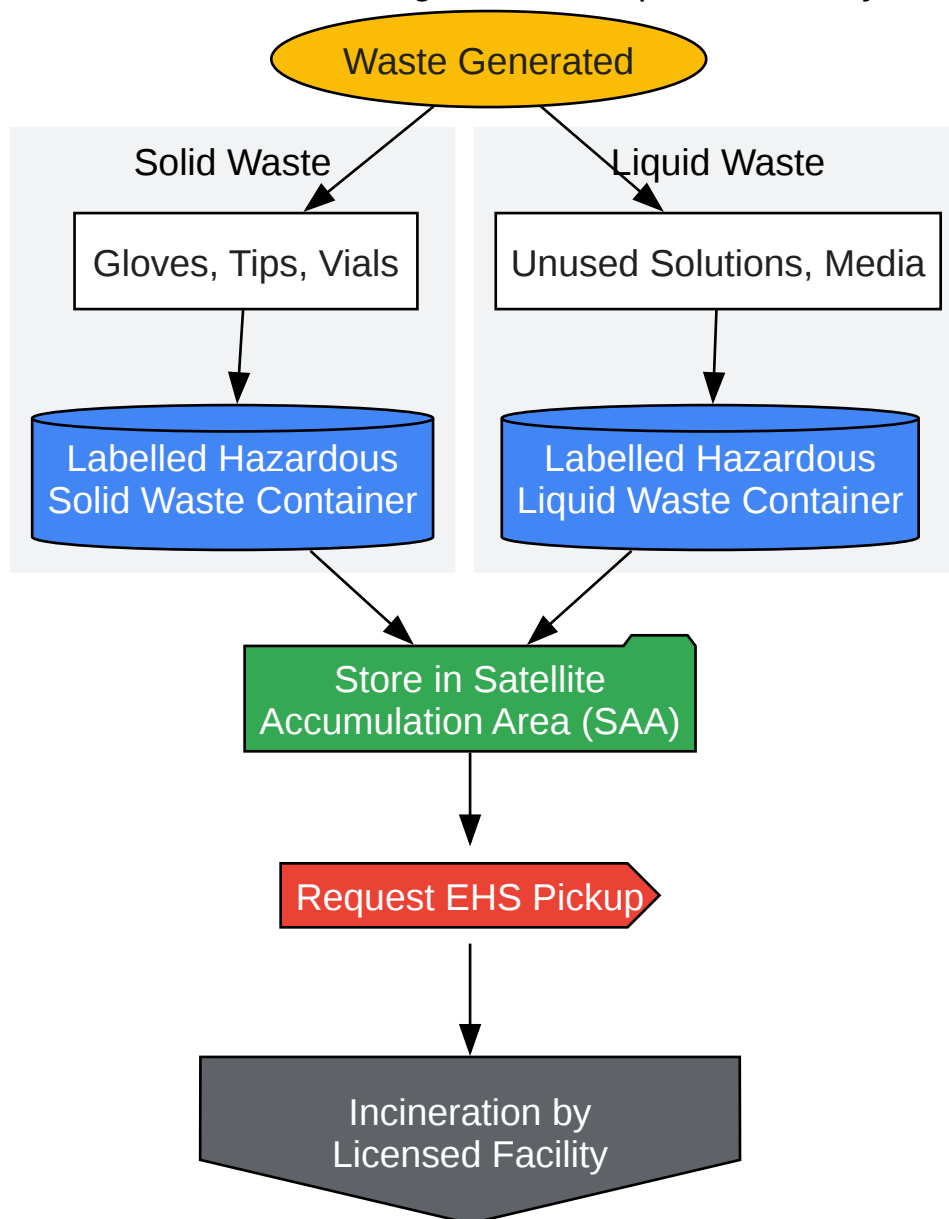 Waste Generated
Solid Waste
Liquid Waste
Gloves, Tips, Vials
Unused Solutions, Media
Labelled Hazardous
Solid Waste Container
Labelled Hazardous
Liquid Waste Container
Store in Satellite
Accumulation Area (SAA)
Request EHS Pickup
Incineration by
Licensed Facility